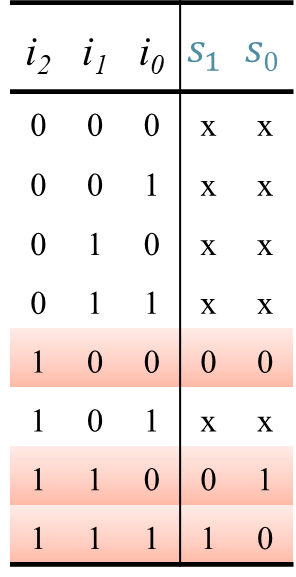 i2 i1 i0 s1 s0
0 0 0 x x
0 0 1 x x
0 1 0 x x
0 1 1 x x
1 0 0 0 0
1 0 1 x x
1 1 0 0 1
1 1 1 1 0